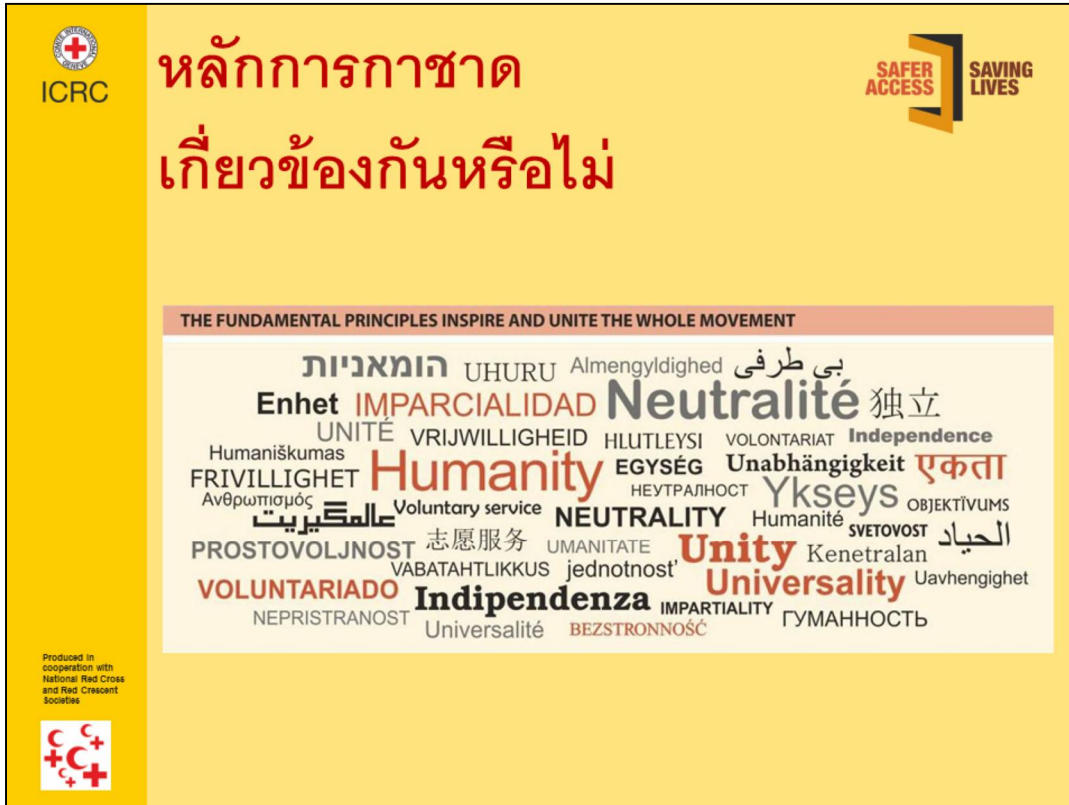 COMITE INTERNATIONAL GENEVE
ICRC
หลักการกาชาด
เกี่ยวข้องกันหรือไม่
SAFER ACCESS
SAVING LIVES
THE FUNDAMENTAL PRINCIPLES INSPIRE AND UNITE THE WHOLE MOVEMENT
הומאניות UHURU Almengyldighed بی طرفی
Enhet IMPARCIALIDAD Neutralité 独立
UNITÉ VRIJWILLIGHEID HLUTLEYSI VOLONTARIAT Independence
Humaniškumas
FRIVILLIGHET Humanity EGYSÉG Unabhängigkeit एकता
Ανθρωπισμός НЕУТРАЛНОСТ Ykseys OBJEKTĪVUMS
عالمگیریت Voluntary service NEUTRALITY Humanité SVETOVOST الحياد
PROSTOVOLJNOST 志愿服务 UMANITATE Unity Kenetralan
VABATAHTLIKKUS jednotnosť Universality Uavhengighet
VOLUNTARIADO Indipendenza IMPARTIALITY
NEPRISTRANOST Universalité BEZSTRONNOŚĆ ГУМАННОСТЬ
Produced in
cooperation with
National Red Cross
and Red Crescent
Societies